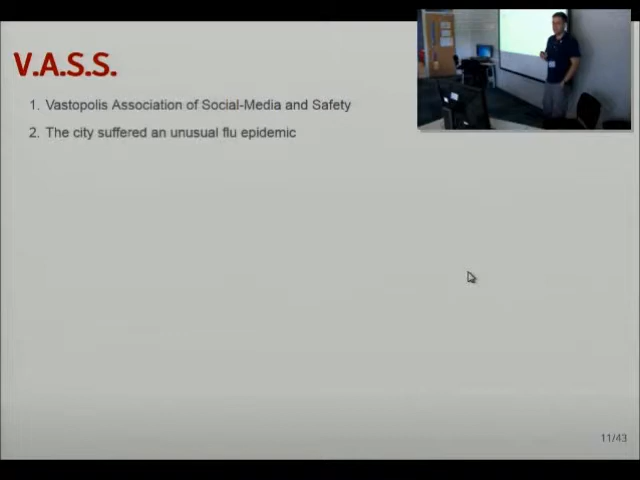 V.A.S.S.
1. Vastopolis Association of Social-Media and Safety
2. The city suffered an unusual flu epidemic
11/43